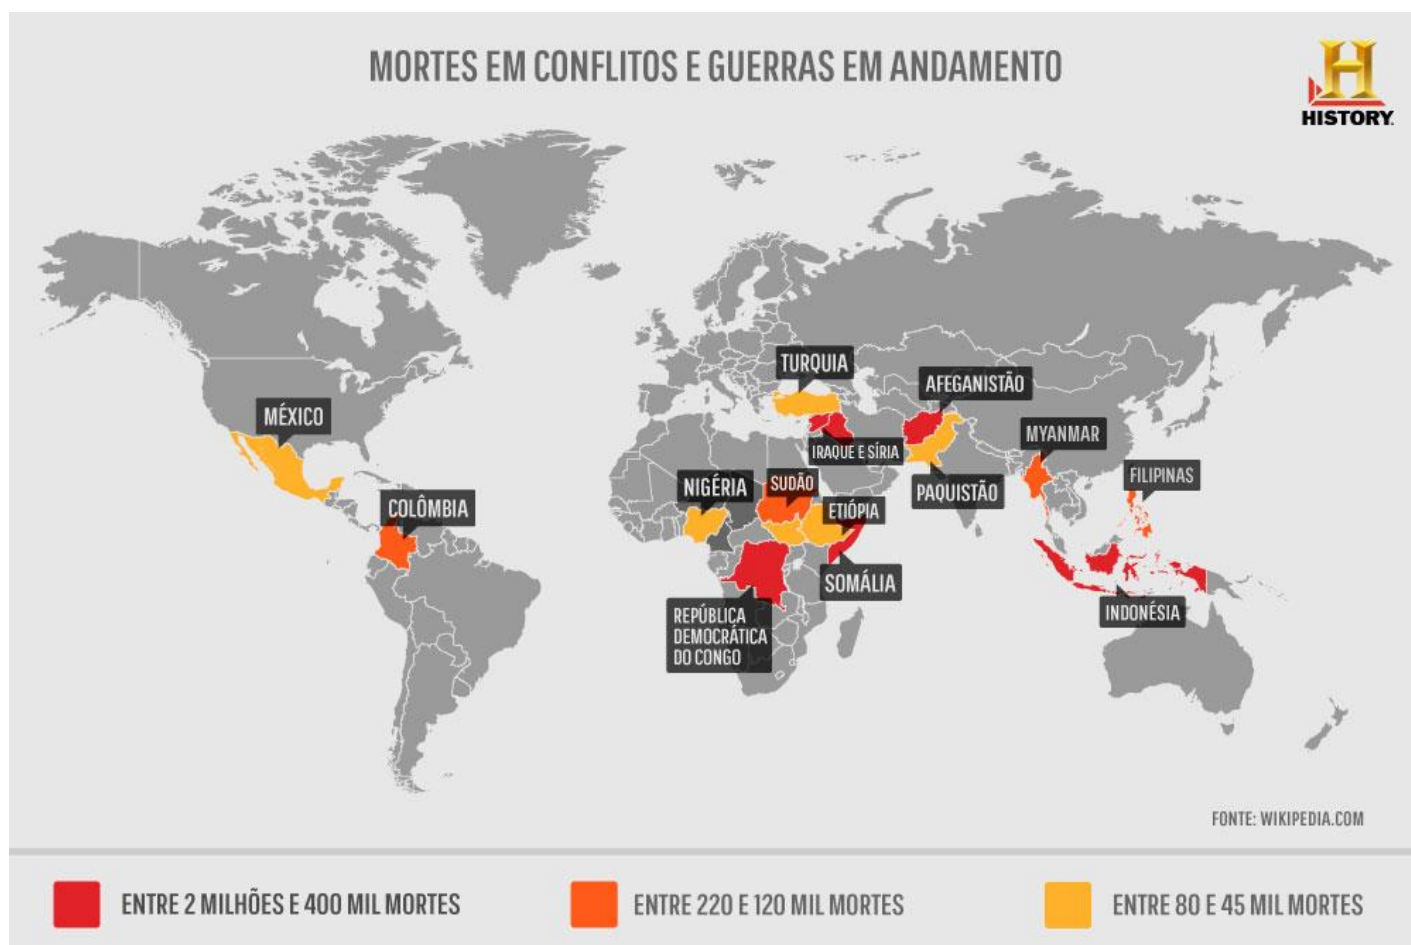 MORTES EM CONFLITOS E GUERRAS EM ANDAMENTO
H
HISTORY
TURQUIA
AFEGANISTÃO
MÉXICO
MYANMAR
IRAQUE E SÍRIA
FILIPINAS
NIGÉRIA
SUDÃO
PAQUISTÃO
COLÔMBIA
ETIÓPIA
SOMÁLIA
REPÚBLICA
DEMOCRÁTICA
DO CONGO
INDONÉSIA
FONTE: WIKIPEDIA.COM
ENTRE 2 MILHÕES E 400 MIL MORTES
ENTRE 220 E 120 MIL MORTES
ENTRE 80 E 45 MIL MORTES